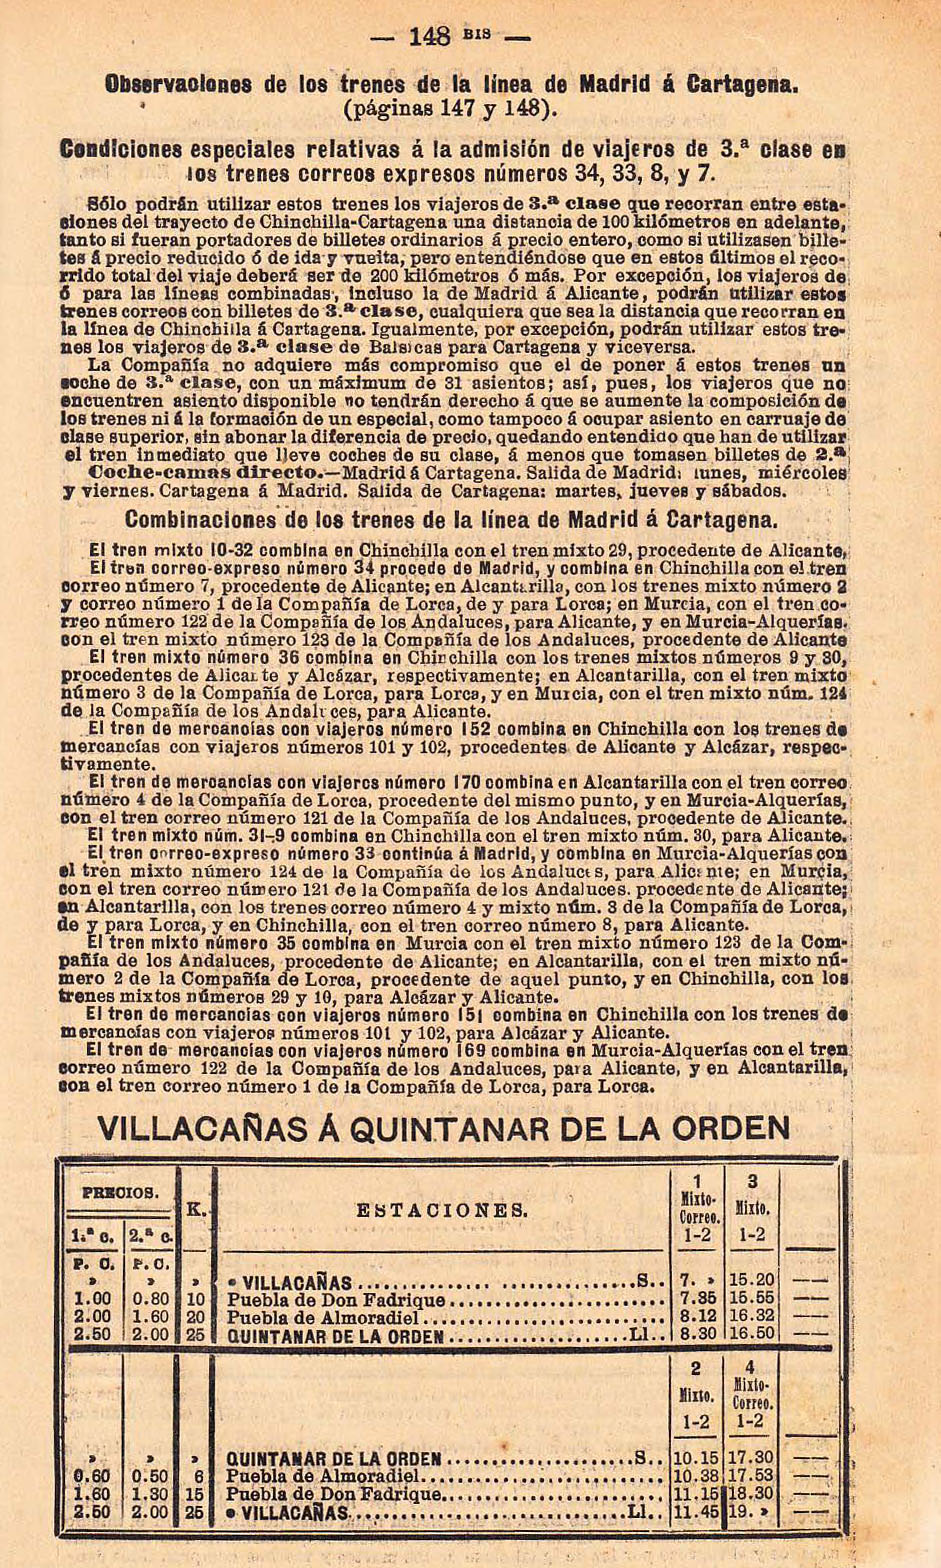 — 148 BIS —
Observaciones de los trenes de la línea de Madrid á Cartagena.
(páginas 147 y 148).
Condiciones especiales relativas á la admisión de viajeros de 3.ª clase en
los trenes correos expresos números 34, 33, 8, y 7.
Sólo podrán utilizar estos trenes los viajeros de 3.ª clase que recorran entre esta-
ciones del trayecto de Chinchilla-Cartagena una distancia de 100 kilómetros en adelante,
tanto si fueran portadores de billetes ordinarios á precio entero, como si utilizasen bille-
tes á precio reducido ó de ida y vuelta, pero entendiéndose que en estos últimos el reco-
rrido total del viaje deberá ser de 200 kilómetros ó más. Por excepción, los viajeros de
ó para las líneas combinadas, incluso la de Madrid á Alicante, podrán utilizar estos
trenes correos con billetes de 3.ª clase, cualquiera que sea la distancia que recorran en
la línea de Chinchilla á Cartagena. Igualmente, por excepción, podrán utilizar estos tre-
nes los viajeros de 3.ª clase de Balsicas para Cartagena y viceversa.
La Compañía no adquiere más compromiso que el de poner á estos trenes un
coche de 3.ª clase, con un máximum de 31 asientos; así, pues, los viajeros que no
encuentren asiento disponible no tendrán derecho á que se aumente la composición de
los trenes ni á la formación de un especial, como tampoco á ocupar asiento en carruaje de
clase superior, sin abonar la diferencia de precio, quedando entendido que han de utilizar
el tren inmediato que lleve coches de su clase, á menos que tomasen billetes de 2.ª
Coche-camas directo.—Madrid á Cartagena. Salida de Madrid: lunes, miércoles
y viernes. Cartagena á Madrid. Salida de Cartagena: martes, jueves y sábados.
Combinaciones de los trenes de la línea de Madrid á Cartagena.
El tren mixto 10-32 combina en Chinchilla con el tren mixto 29, procedente de Alicante,
El tren correo-expreso número 34 procede de Madrid, y combina en Chinchilla con el tren
correo número 7, procedente de Alicante; en Alcantarilla, con los trenes mixto número 2
y correo número 1 de la Compañía de Lorca, de y para Lorca; en Murcia, con el tren co-
rreo número 122 de la Compañía de los Andaluces, para Alicante, y en Murcia-Alquerías.
con el tren mixto número 123 de la Compañía de los Andaluces, procedente de Alicante
El tren mixto número 36 combina en Chinchilla con los trenes mixtos números 9 y 30,
procedentes de Alicante y Alcázar, respectivamente; en Alcantarilla, con el tren mixto
número 3 de la Compañía de Lorca, para Lorca, y en Murcia, con el tren mixto núm. 124
de la Compañía de los Andaluces, para Alicante.
El tren de mercancías con viajeros número 152 combina en Chinchilla con los trenes de
mercancías con viajeros números 101 y 102, procedentes de Alicante y Alcázar, respec-
tivamente.
El tren de mercancías con viajeros número 170 combina en Alcantarilla con el tren correo
número 4 de la Compañía de Lorca, procedente del mismo punto, y en Murcia-Alquerías,
con el tren correo número 121 de la Compañía de los Andaluces, procedente de Alicante.
El tren mixto núm. 31-9 combina en Chinchilla con el tren mixto núm. 30, para Alicante.
El tren correo-expreso número 33 continúa á Madrid, y combina en Murcia-Alquerías con
el trén mixto número 124 de la Compañía de los Andaluces, para Alicante; en Murcia,
con el tren correo número 121 de la Compañía de los Andaluces. procedente de Alicante;
en Alcantarilla, con los trenes correo número 4 y mixto núm. 3 de la Compañía de Lorca,
de y para Lorca, y en Chinchilla, con el tren correo número 8, para Alicante.
El tren mixto número 35 combina en Murcia con el tren mixto número 123 de la Com-
pañía de los Andaluces, procedente de Alicante; en Alcantarilla, con el tren mixto nú-
mero 2 de la Compañía de Lorca, procedente de aquel punto, y en Chinchilla, con los
trenes mixtos números 29 y 10, para Alcázar y Alicante.
El tren de mercancías con viajeros número 151 combina en Chinchilla con los trenes de
mercancías con viajeros números 101 y 102, para Alcázar y Alicante.
El tren de mercancías con viajeros número 169 combina en Murcia-Alquerías con el tren
correo número 122 de la Compañía de los Andaluces, para Alicante, y en Alcantarilla,
con el tren correo número 1 de la Compañía de Lorca, para Lorca.
VILLACAÑAS Á QUINTANAR DE LA ORDEN
PRECIOS. K. ESTACIONES. 1 Mixto-Correo. 1-2 3 Mixto. 1-2
1.ª c. 2.ª c.
P. C. P. C.
» » » • VILLACAÑAS ............ S.. 7. » 15.20 ——
1.00 0.80 10 Puebla de Don Fadrique ............ 7.35 15.55 ——
2.00 1.60 20 Puebla de Almoradiel ............ 8.12 16.32 ——
2.50 2.00 25 QUINTANAR DE LA ORDEN ............ Ll.. 8.30 16.50 ——
2 Mixto. 1-2 4 Mixto-Correo. 1-2
» » » QUINTANAR DE LA ORDEN ............ S.. 10.15 17.30 ——
0.60 0.50 6 Puebla de Almoradiel ............ 10.38 17.53 ——
1.60 1.30 15 Puebla de Don Fadrique ............ 11.15 18.30 ——
2.50 2.00 25 • VILLACAÑAS ............ Ll.. 11.45 19. » ——